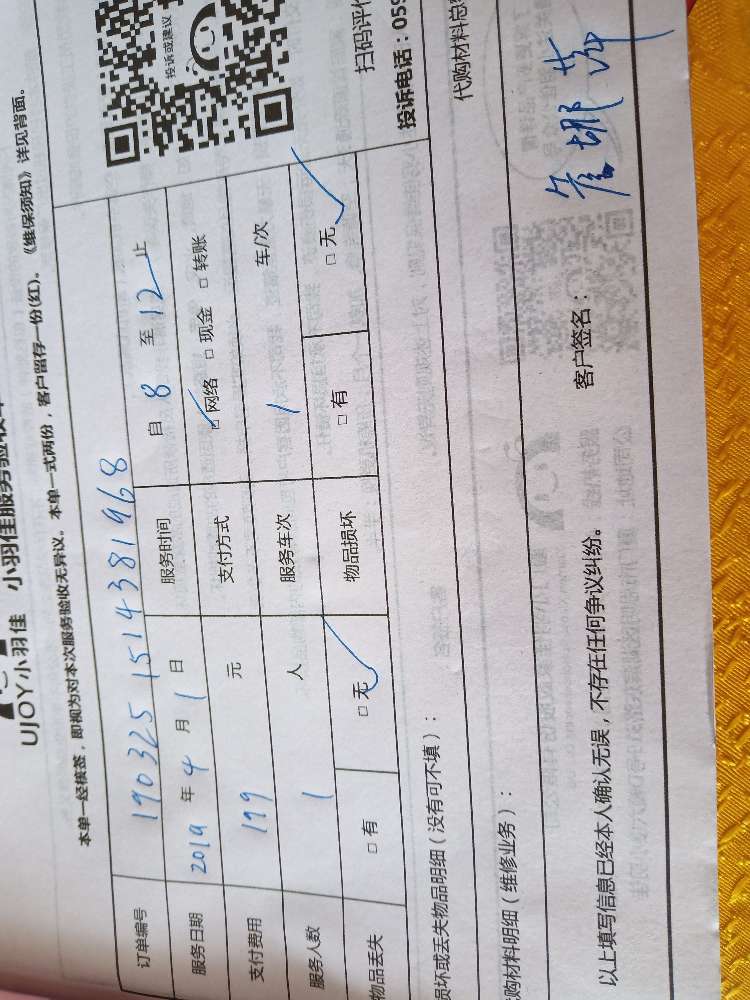 UJOY小羽佳 小羽佳服务验收单
本单一经核签，即视为对本次服务验收无异议。本单一式两份，客户留存一份(红)。《维保须知》详见背面。
订单编号 190325 1514381968
服务日期 2019 年 4 月 1 日 服务时间 自 8 至 12 止
支付费用 199 元 支付方式 ☑ 网络 □ 现金 □ 转账
服务人数 1 人 服务车次 1 车/次
物品丢失 □ 有 □ 无 ✓ 物品损坏 □ 有 □ 无 ✓
投诉或建议
扫码评
投诉电话：059
损坏或丢失物品明细（没有可不填）：
代购材料明细（维修业务）：
代购材料总
以上填写信息已经本人确认无误，不存在任何争议纠纷。 客户签名：